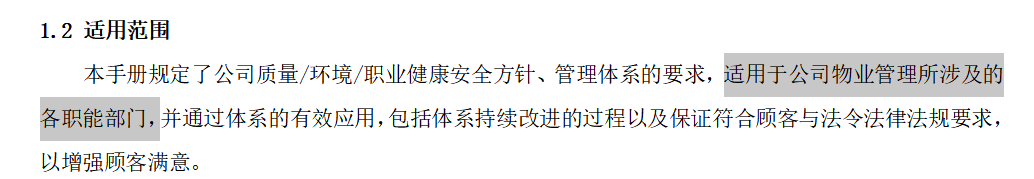 1.2 适用范围
本手册规定了公司质量/环境/职业健康安全方针、管理体系的要求，适用于公司物业管理所涉及的
各职能部门，并通过体系的有效应用，包括体系持续改进的过程以及保证符合顾客与法令法律法规要求，
以增强顾客满意。